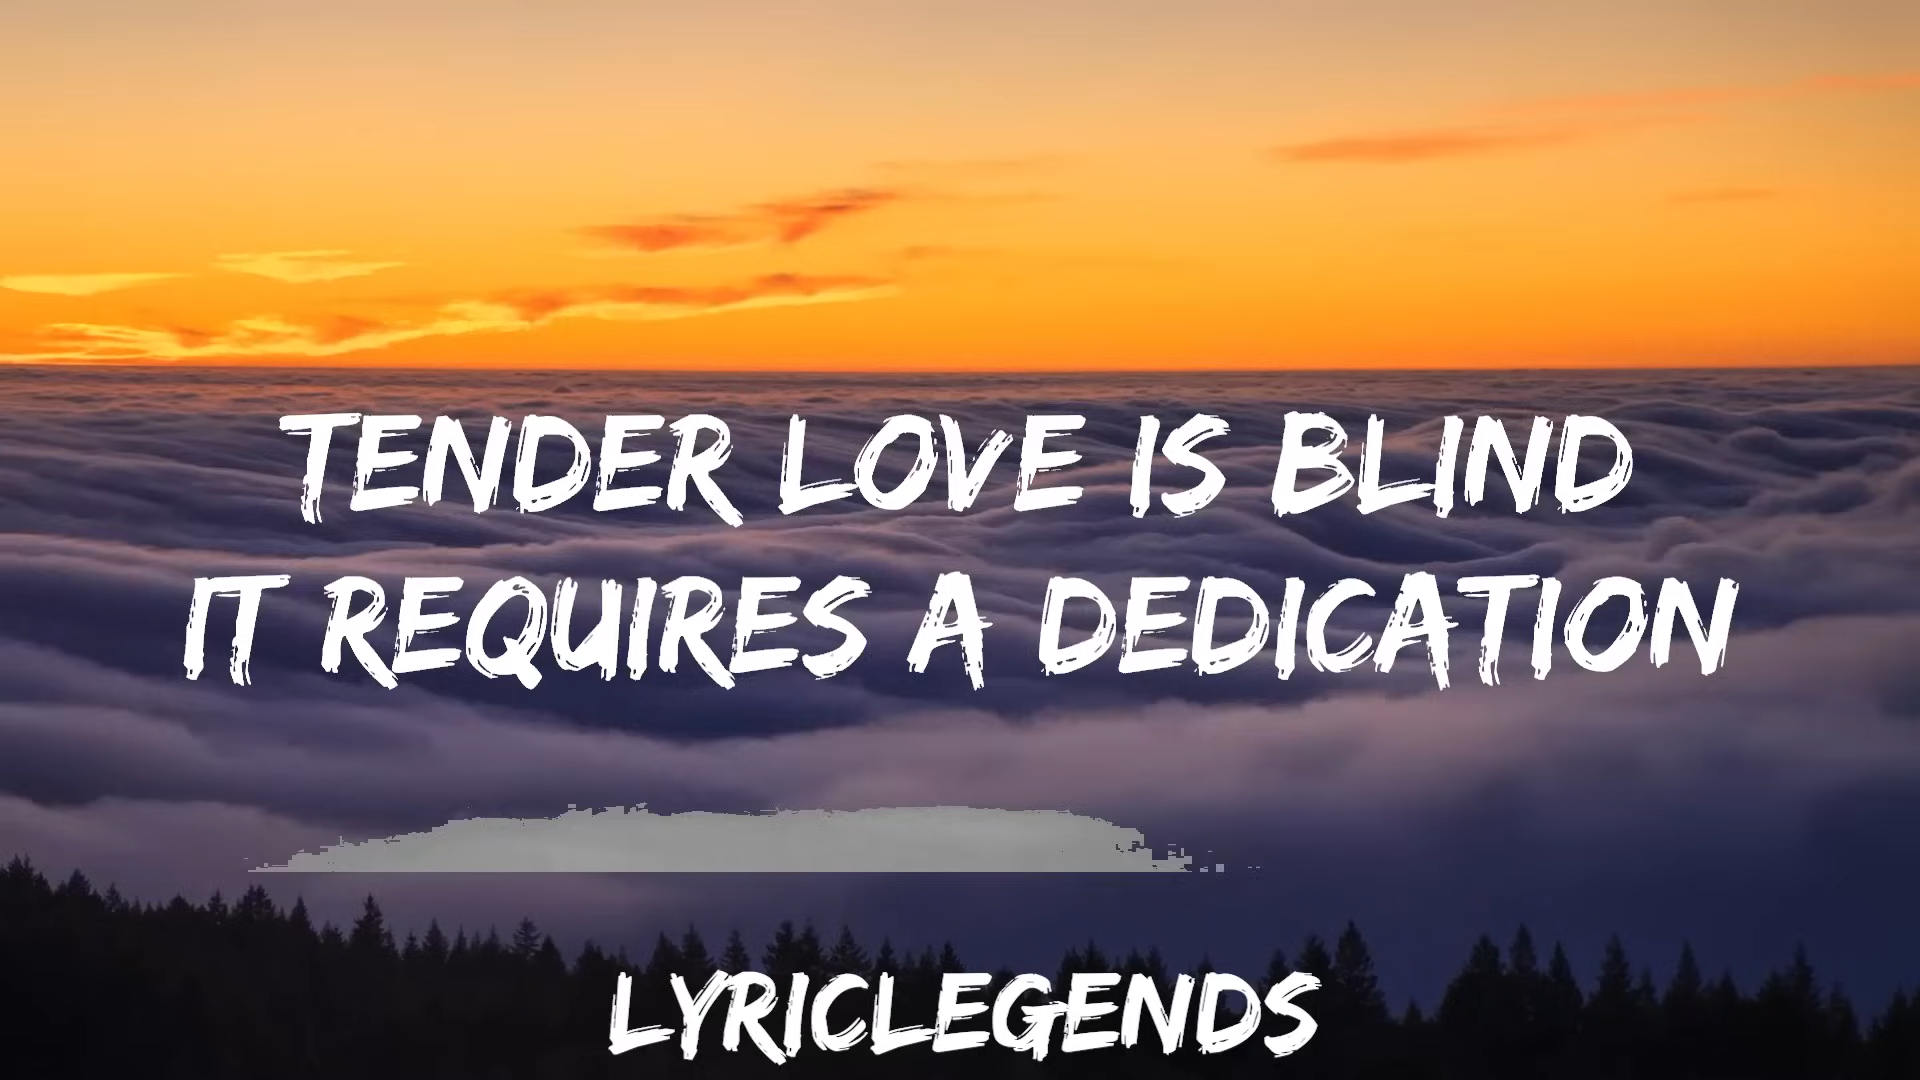 TENDER LOVE IS BLIND
IT REQUIRES A DEDICATION
LYRICLEGENDS